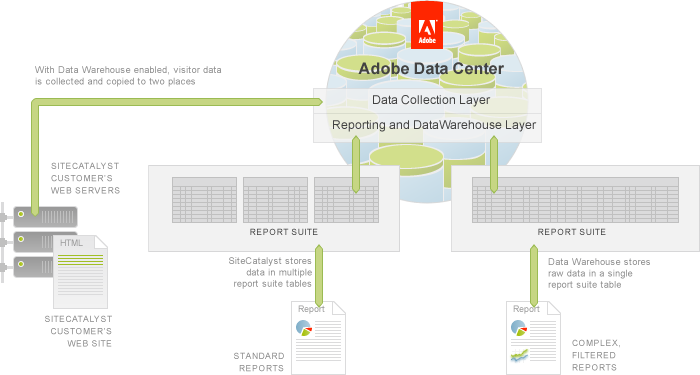 Adobe
Adobe Data Center
With Data Warehouse enabled, visitor data
is collected and copied to two places
Data Collection Layer
Reporting and DataWarehouse Layer
SITECATALYST
CUSTOMER'S
WEB SERVERS
HTML
SITECATALYST
CUSTOMER'S
WEB SITE
REPORT SUITE
REPORT SUITE
SiteCatalyst stores
data in multiple
report suite tables
Data Warehouse stores
raw data in a single
report suite table
Report
STANDARD
REPORTS
Report
COMPLEX,
FILTERED
REPORTS